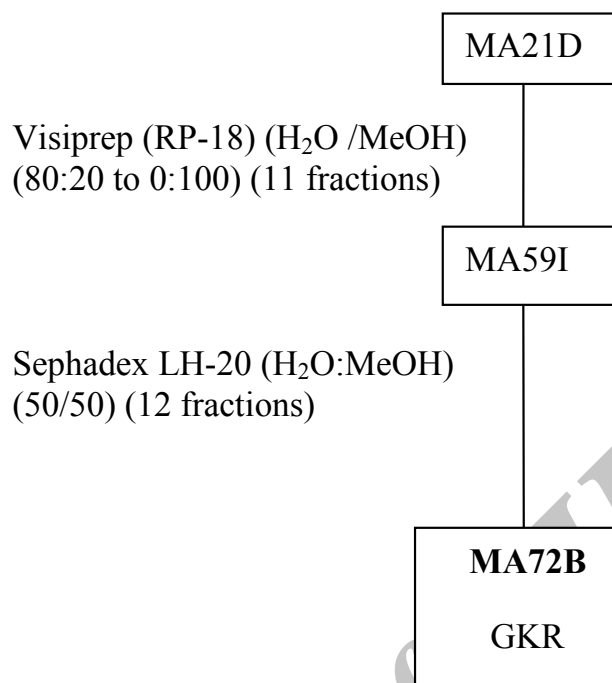 MA21D
Visiprep (RP-18) (H₂O /MeOH)
(80:20 to 0:100) (11 fractions)
MA59I
Sephadex LH-20 (H₂O:MeOH)
(50/50) (12 fractions)
MA72B
GKR